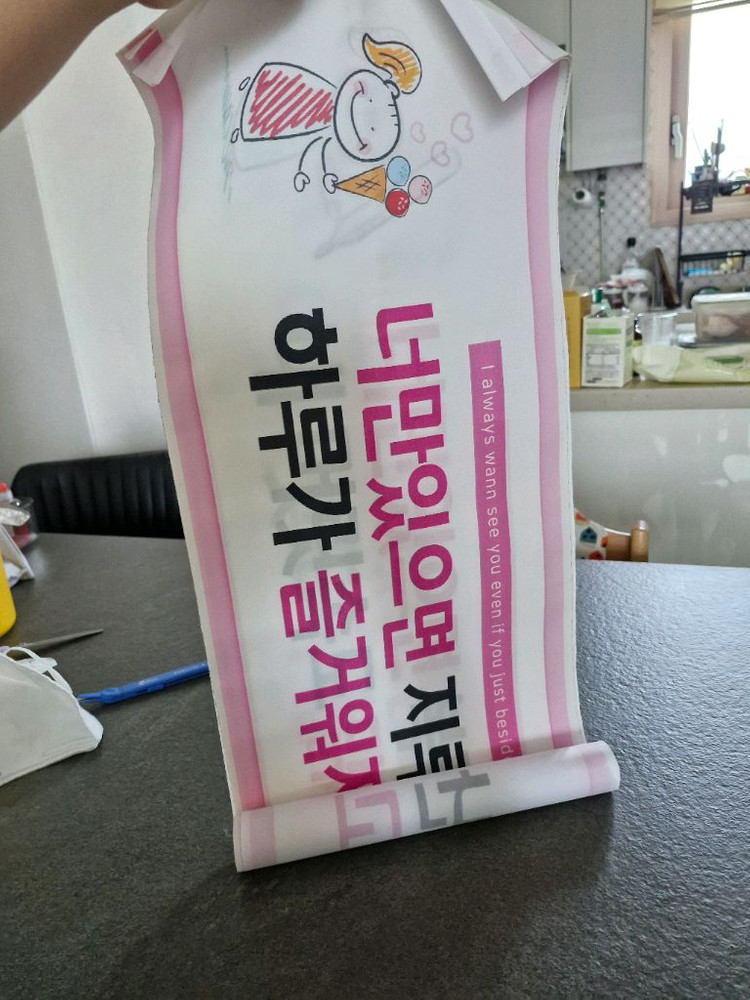 I always wann see you even if you just besid
너만있으면 지루
하루가 즐거워